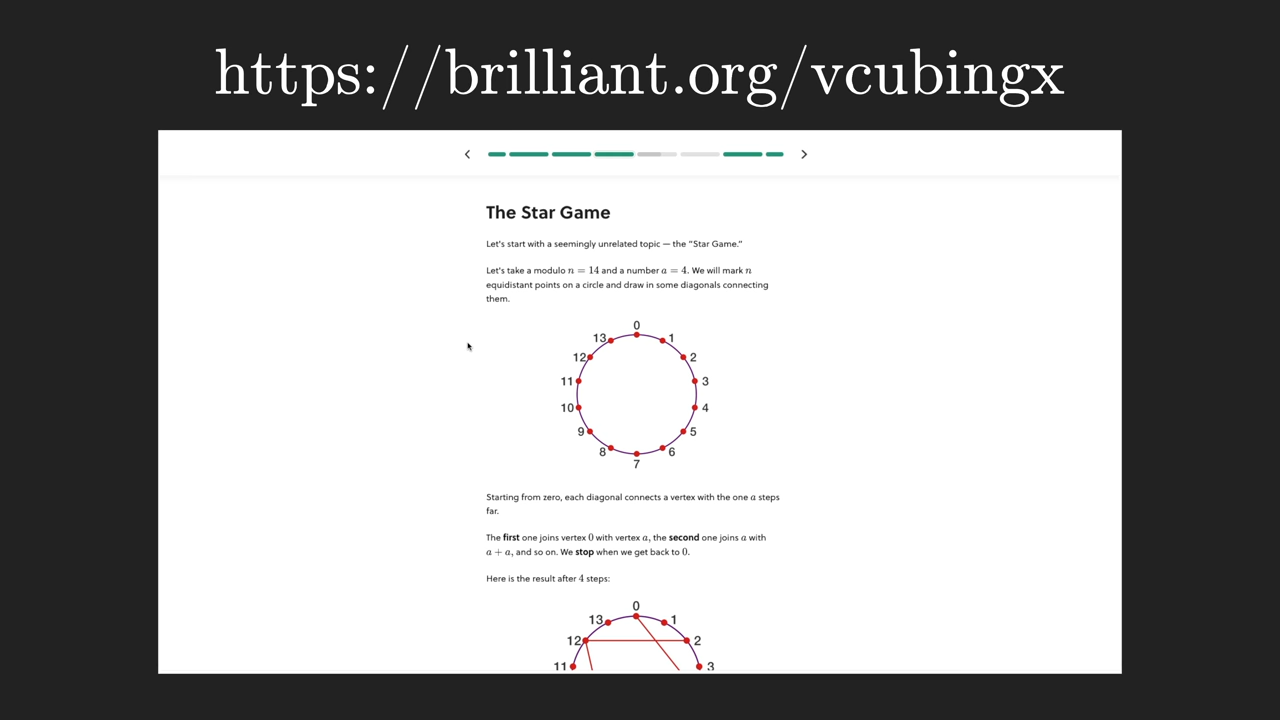 https://brilliant.org/vcubingx
The Star Game
Let's start with a seemingly unrelated topic — the "Star Game."
Let's take a modulo n = 14 and a number a = 4. We will mark n
equidistant points on a circle and draw in some diagonals connecting
them.
0
13 1
12 2
11 3
10 4
9 5
8 6
7
Starting from zero, each diagonal connects a vertex with the one a steps
far.
The first one joins vertex 0 with vertex a, the second one joins a with
a + a, and so on. We stop when we get back to 0.
Here is the result after 4 steps:
0
13 1
12 2
11 3